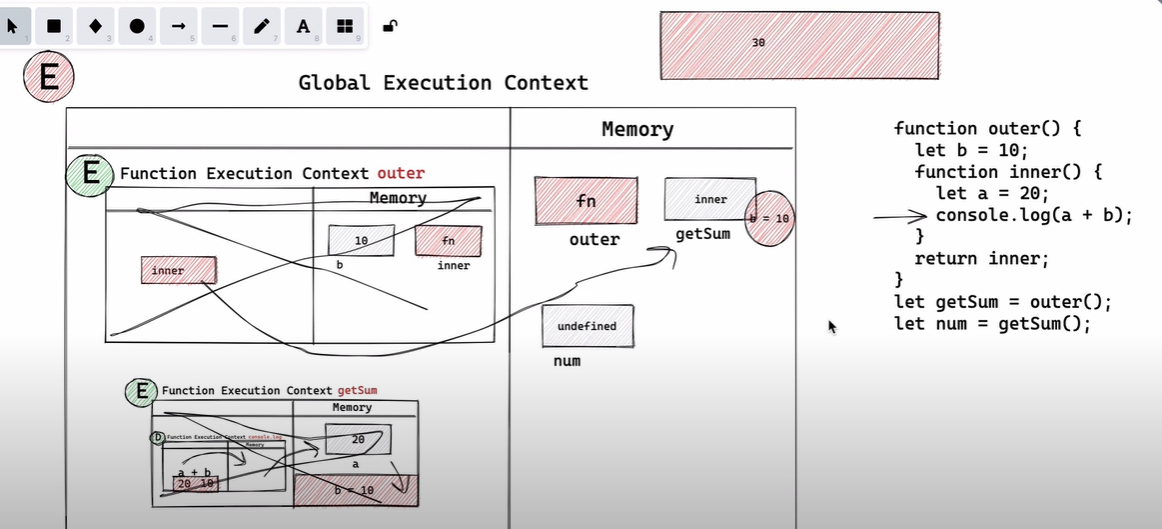 1
2
3
4
5
6
7
8
9
E
30
Global Execution Context
Memory
E
Function Execution Context outer
Memory
10
b
fn
inner
inner
fn
outer
inner
getSum
b = 10
undefined
num
E
Function Execution Context getSum
Memory
D
Function Execution Context console.log
Memory
a + b
20 10
20
a
b = 10
function outer() {
let b = 10;
function inner() {
let a = 20;
console.log(a + b);
}
return inner;
}
let getSum = outer();
let num = getSum();